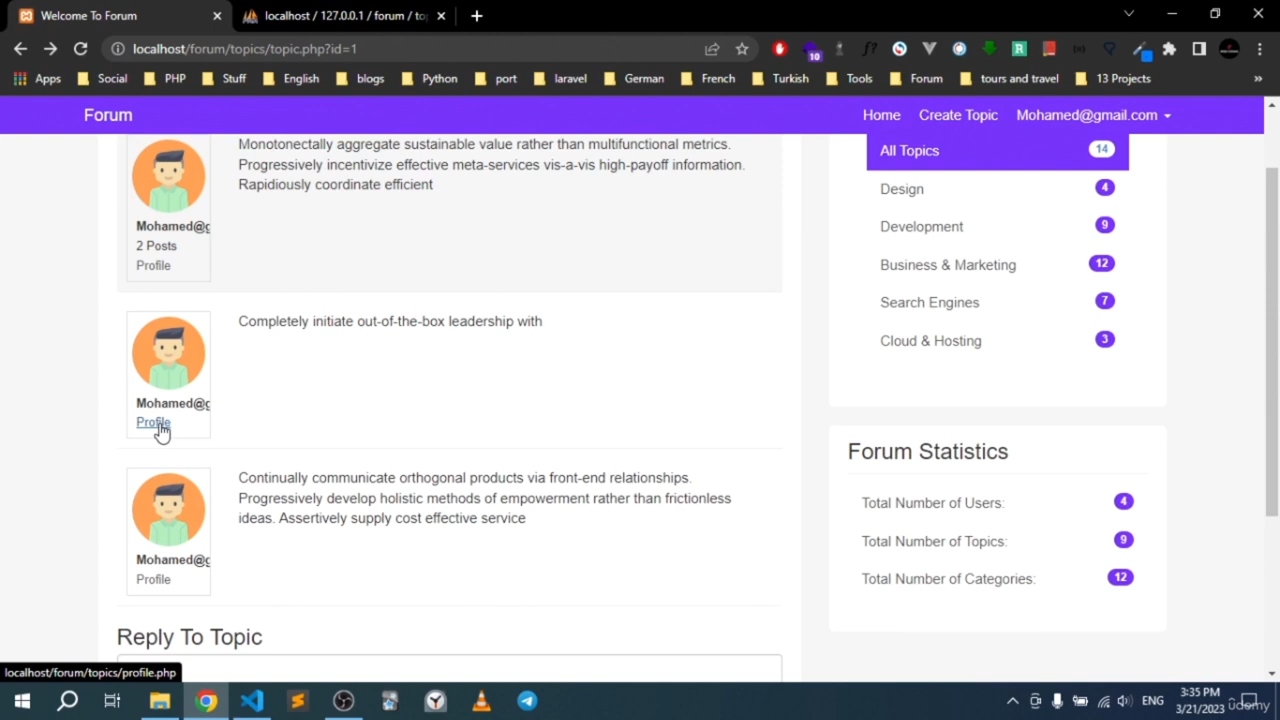 Welcome To Forum
localhost / 127.0.0.1 / forum / to
localhost/forum/topics/topic.php?id=1
10
Apps
Social
PHP
Stuff
English
blogs
Python
port
laravel
German
French
Turkish
Tools
Forum
tours and travel
13 Projects
Forum
Home
Create Topic
Mohamed@gmail.com
Monotonectally aggregate sustainable value rather than multifunctional metrics.
Progressively incentivize effective meta-services vis-a-vis high-payoff information.
Rapidiously coordinate efficient
Mohamed@g
2 Posts
Profile
Completely initiate out-of-the-box leadership with
Mohamed@g
Profile
Continually communicate orthogonal products via front-end relationships.
Progressively develop holistic methods of empowerment rather than frictionless
ideas. Assertively supply cost effective service
Mohamed@g
Profile
Reply To Topic
All Topics 14
Design 4
Development 9
Business & Marketing 12
Search Engines 7
Cloud & Hosting 3
Forum Statistics
Total Number of Users: 4
Total Number of Topics: 9
Total Number of Categories: 12
localhost/forum/topics/profile.php
ENG
3:35 PM
3/21/2023
udemy